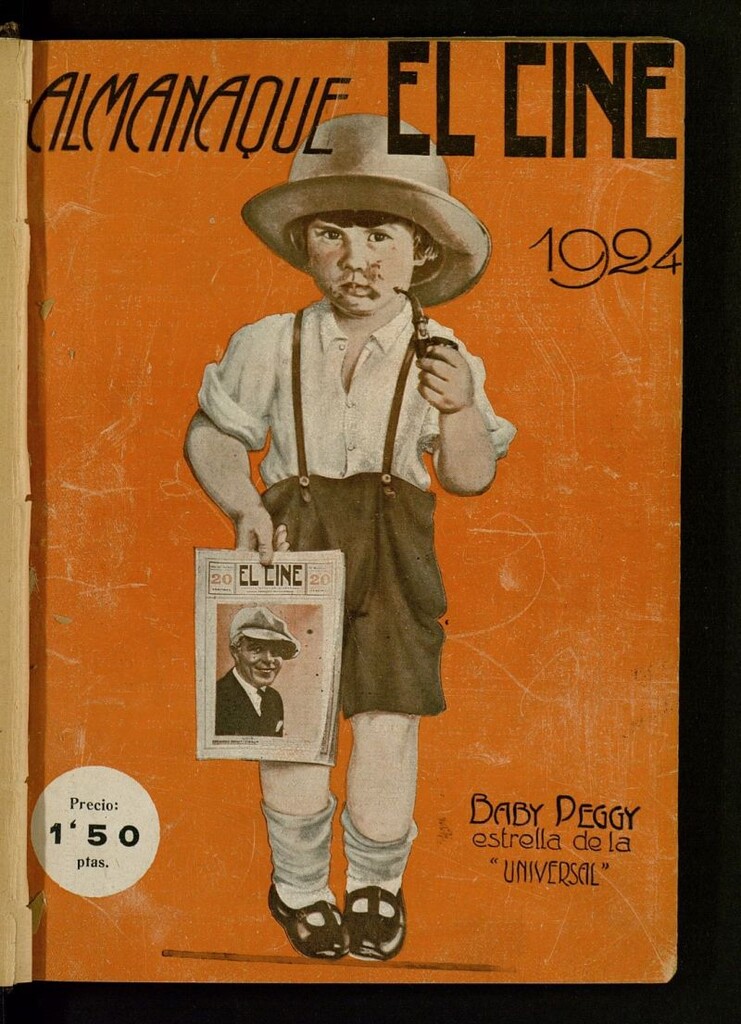 ALMANAQUE EL CINE
1924
20 EL CINE 20
Precio:
1'50
ptas.
BABY PEGGY
estrella de la
"UNIVERSAL"